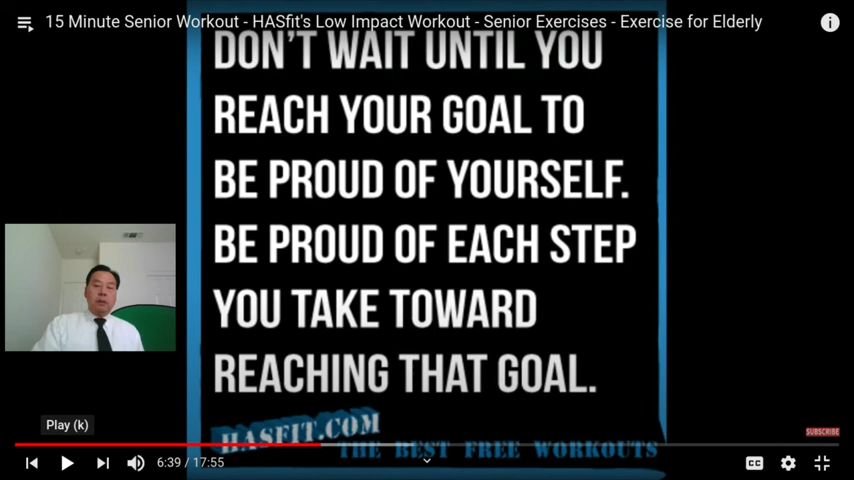 15 Minute Senior Workout - HASfit's Low Impact Workout - Senior Exercises - Exercise for Elderly
i
DON'T WAIT UNTIL YOU
REACH YOUR GOAL TO
BE PROUD OF YOURSELF.
BE PROUD OF EACH STEP
YOU TAKE TOWARD
REACHING THAT GOAL.
HASFIT.COM
THE BEST FREE WORKOUTS
Play (k)
SUBSCRIBE
6:39 / 17:55
CC